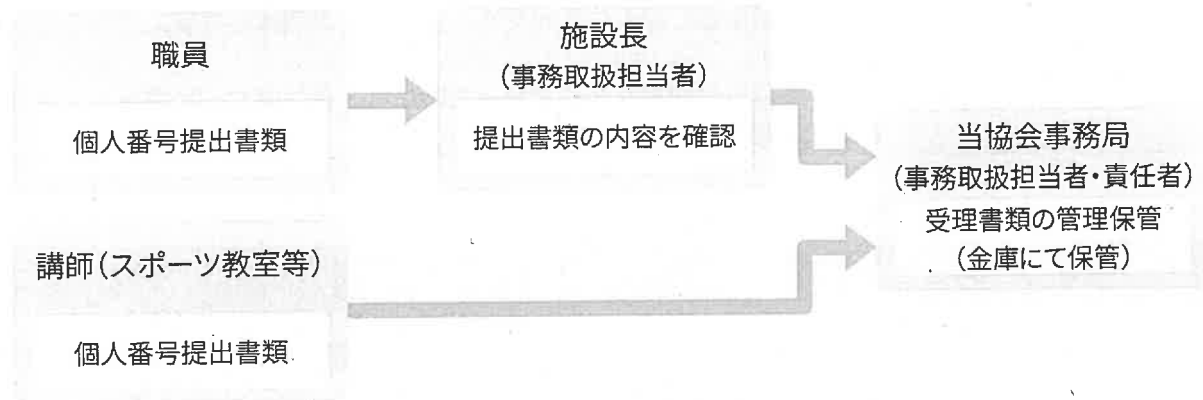 職員
個人番号提出書類
施設長
(事務取扱担当者)
提出書類の内容を確認
当協会事務局
(事務取扱担当者・責任者)
受理書類の管理保管
(金庫にて保管)
講師(スポーツ教室等)
個人番号提出書類